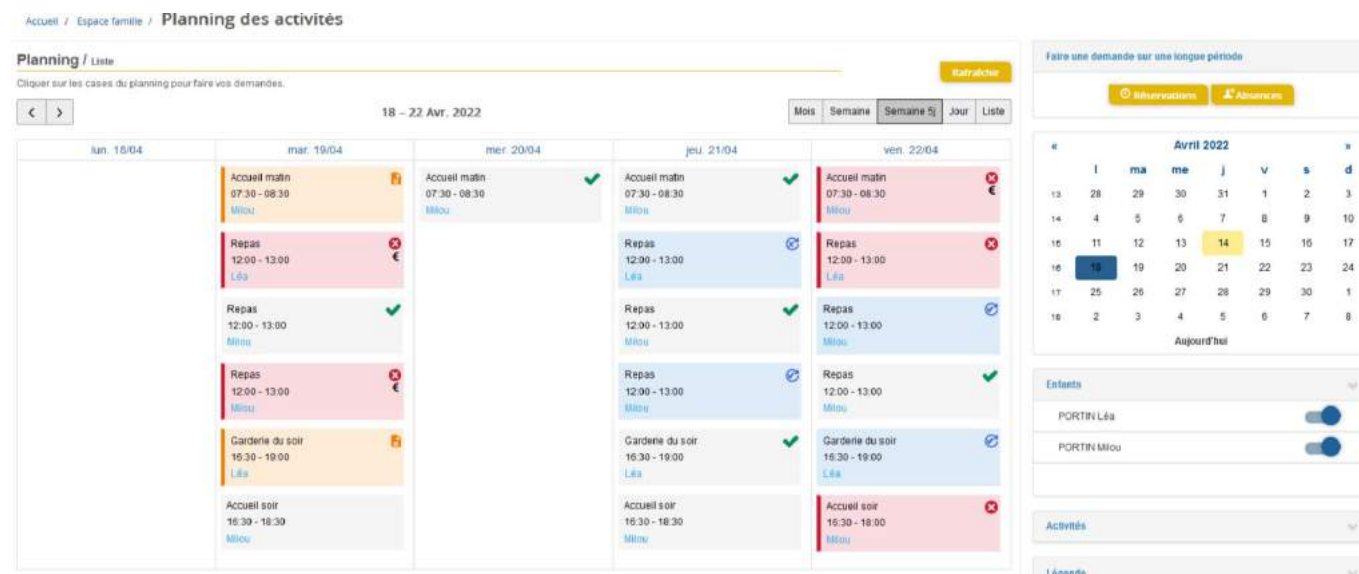 Accueil / Espace famille / Planning des activités
Planning / Liste
Rafraîchir
Cliquer sur les cases du planning pour faire vos demandes.
18 – 22 Avr. 2022
Mois Semaine Semaine 5j Jour Liste
lun. 18/04
mar. 19/04
Accueil matin
07:30 - 08:30
Milou
Repas
€
12:00 - 13:00
Léa
Repas
12:00 - 13:00
Milou
Repas
€
12:00 - 13:00
Milou
Garderie du soir
16:30 - 19:00
Léa
Accueil soir
16:30 - 18:30
Milou
mer. 20/04
Accueil matin
07:30 - 08:30
Milou
jeu. 21/04
Accueil matin
07:30 - 08:30
Milou
Repas
12:00 - 13:00
Léa
Repas
12:00 - 13:00
Milou
Repas
12:00 - 13:00
Milou
Garderie du soir
16:30 - 19:00
Léa
Accueil soir
16:30 - 18:30
Milou
ven. 22/04
Accueil matin
€
07:30 - 08:30
Milou
Repas
12:00 - 13:00
Léa
Repas
12:00 - 13:00
Milou
Repas
12:00 - 13:00
Milou
Garderie du soir
16:30 - 19:00
Léa
Accueil soir
16:30 - 18:00
Milou
Faire une demande sur une longue période
Réservations Absences
« Avril 2022 »
l ma me j v s d
13 28 29 30 31 1 2 3
14 4 5 6 7 8 9 10
15 11 12 13 14 15 16 17
16 18 19 20 21 22 23 24
17 25 26 27 28 29 30 1
18 2 3 4 5 6 7 8
Aujourd'hui
Enfants
PORTIN Léa
PORTIN Milou
Activités
Légende